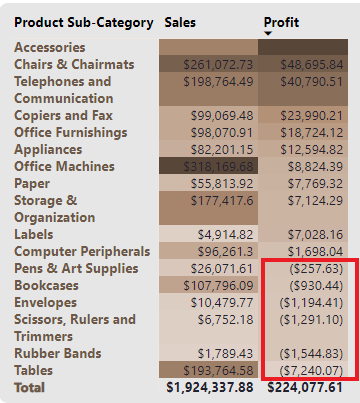 Product Sub-Category Sales Profit
Accessories
Chairs & Chairmats $261,072.73 $48,695.84
Telephones and $198,764.49 $40,790.51
Communication
Copiers and Fax $99,069.48 $23,990.21
Office Furnishings $98,070.91 $18,724.12
Appliances $82,201.15 $12,594.82
Office Machines $318,169.68 $8,824.39
Paper $55,813.92 $7,769.32
Storage & $177,417.6 $7,124.29
Organization
Labels $4,914.82 $7,028.16
Computer Peripherals $96,261.3 $1,698.04
Pens & Art Supplies $26,071.61 ($257.63)
Bookcases $107,796.09 ($930.44)
Envelopes $10,479.77 ($1,194.41)
Scissors, Rulers and $6,752.18 ($1,291.10)
Trimmers
Rubber Bands $1,789.43 ($1,544.83)
Tables $193,764.58 ($7,240.07)
Total $1,924,337.88 $224,077.61